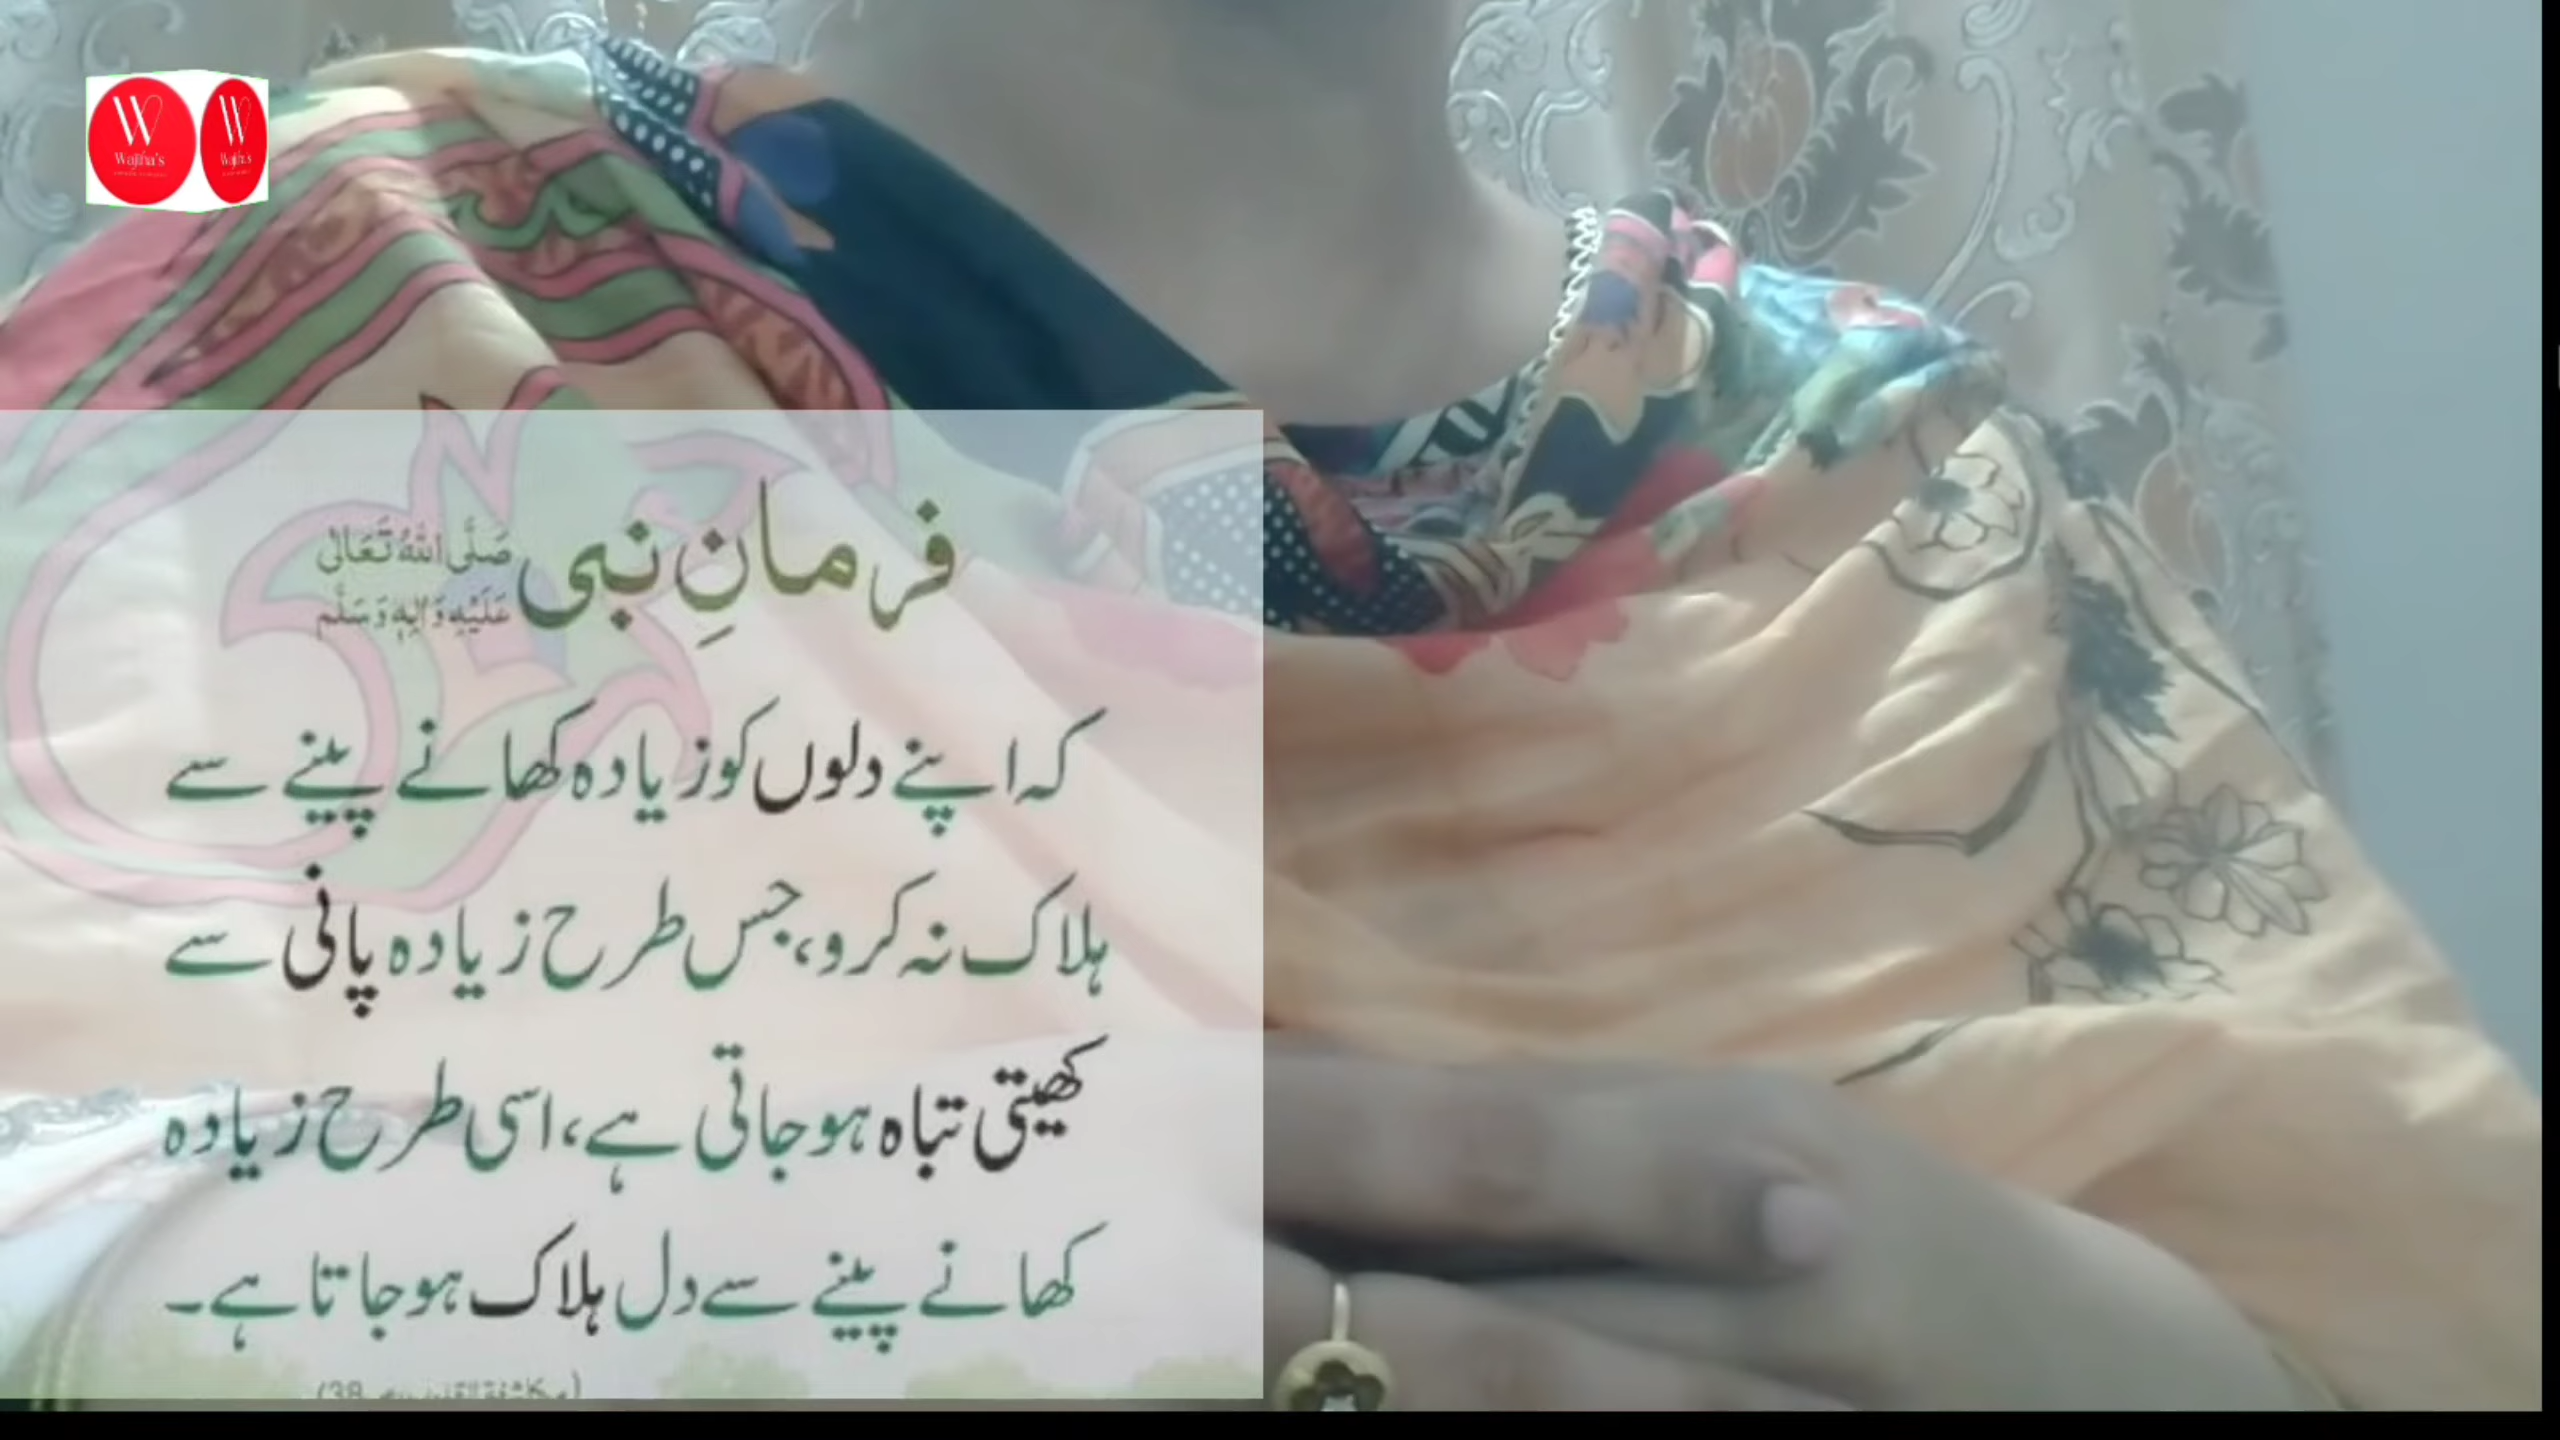 W
Wajiha's
W
Wajiha's
فرمانِ نبی صَلَّى اللهُ تَعَالٰى
عَلَيْهِ وَاٰلِهٖ وَسَلَّم
کہ اپنے دلوں کو زیادہ کھانے پینے سے
ہلاک نہ کرو، جس طرح زیادہ پانی سے
کھیتی تباہ ہو جاتی ہے، اسی طرح زیادہ
کھانے پینے سے دل ہلاک ہو جاتا ہے۔